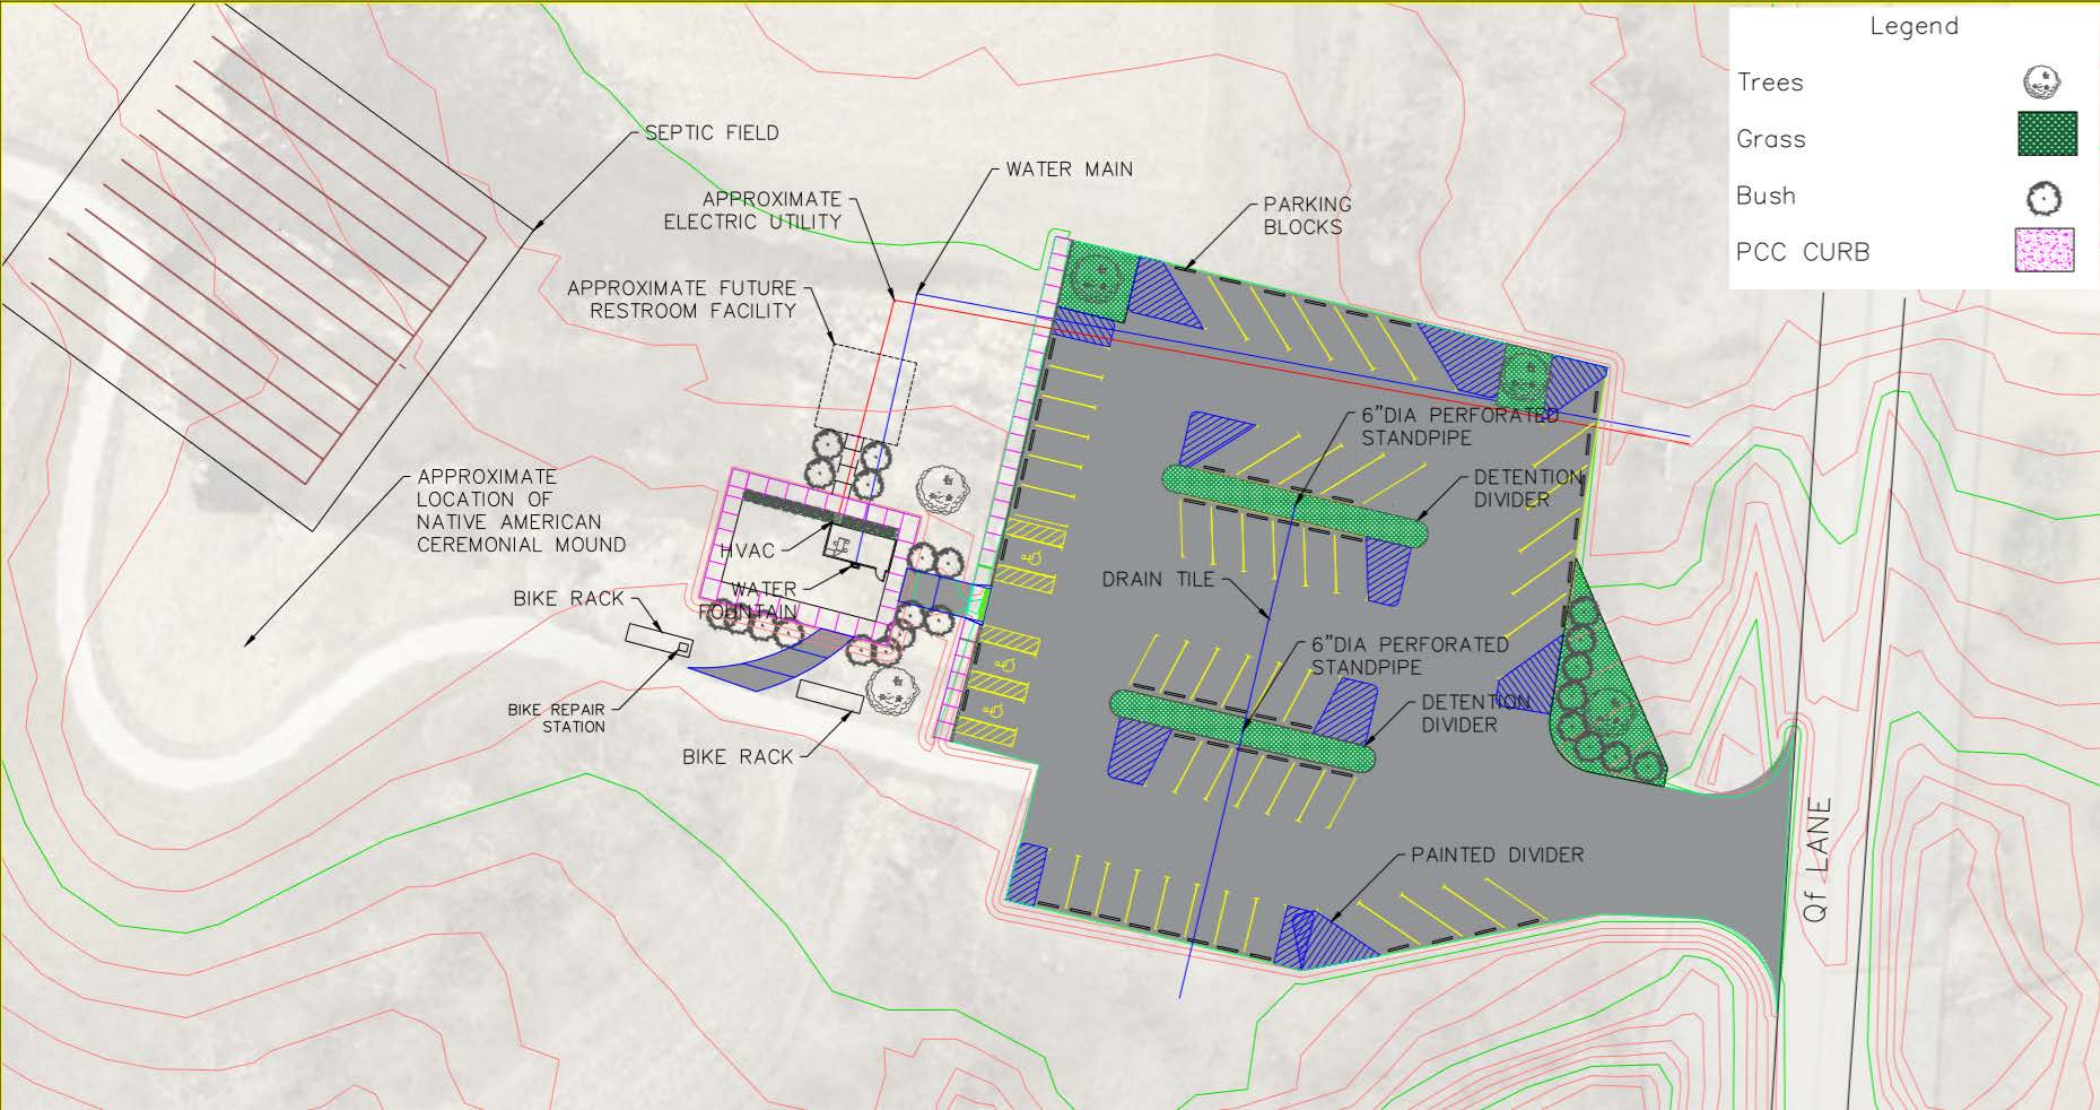 Legend
Trees
Grass
Bush
PCC CURB
SEPTIC FIELD
WATER MAIN
APPROXIMATE
ELECTRIC UTILITY
PARKING
BLOCKS
APPROXIMATE FUTURE
RESTROOM FACILITY
6"DIA PERFORATED
STANDPIPE
DETENTION
DIVIDER
APPROXIMATE
LOCATION OF
NATIVE AMERICAN
CEREMONIAL MOUND
HVAC
WATER
FOUNTAIN
DRAIN TILE
BIKE RACK
6"DIA PERFORATED
STANDPIPE
BIKE REPAIR
STATION
DETENTION
DIVIDER
BIKE RACK
PAINTED DIVIDER
Qf LANE